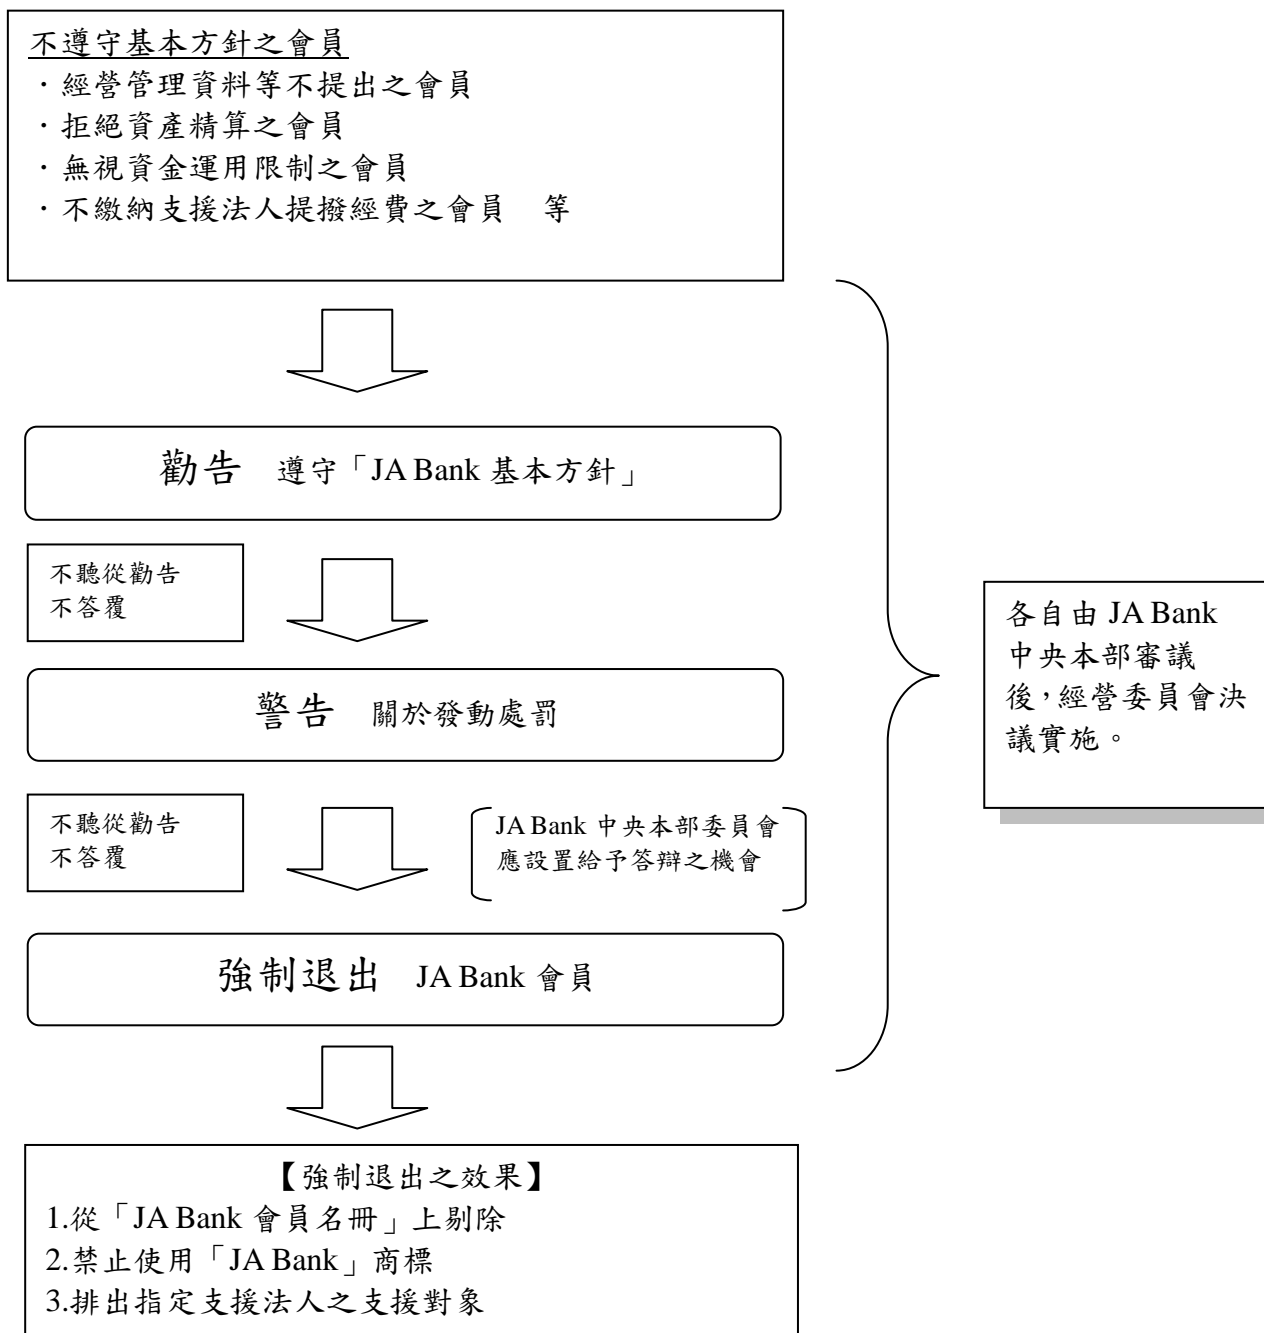 不遵守基本方針之會員
．經營管理資料等不提出之會員
．拒絕資產精算之會員
．無視資金運用限制之會員
．不繳納支援法人提撥經費之會員　等
勸告　遵守「JA Bank 基本方針」
不聽從勸告
不答覆
警告　關於發動處罰
不聽從勸告
不答覆
JA Bank 中央本部委員會
應設置給予答辯之機會
強制退出　JA Bank 會員
各自由 JA Bank
中央本部審議
後，經營委員會決
議實施。
【強制退出之效果】
1.從「JA Bank 會員名冊」上剔除
2.禁止使用「JA Bank」商標
3.排出指定支援法人之支援對象